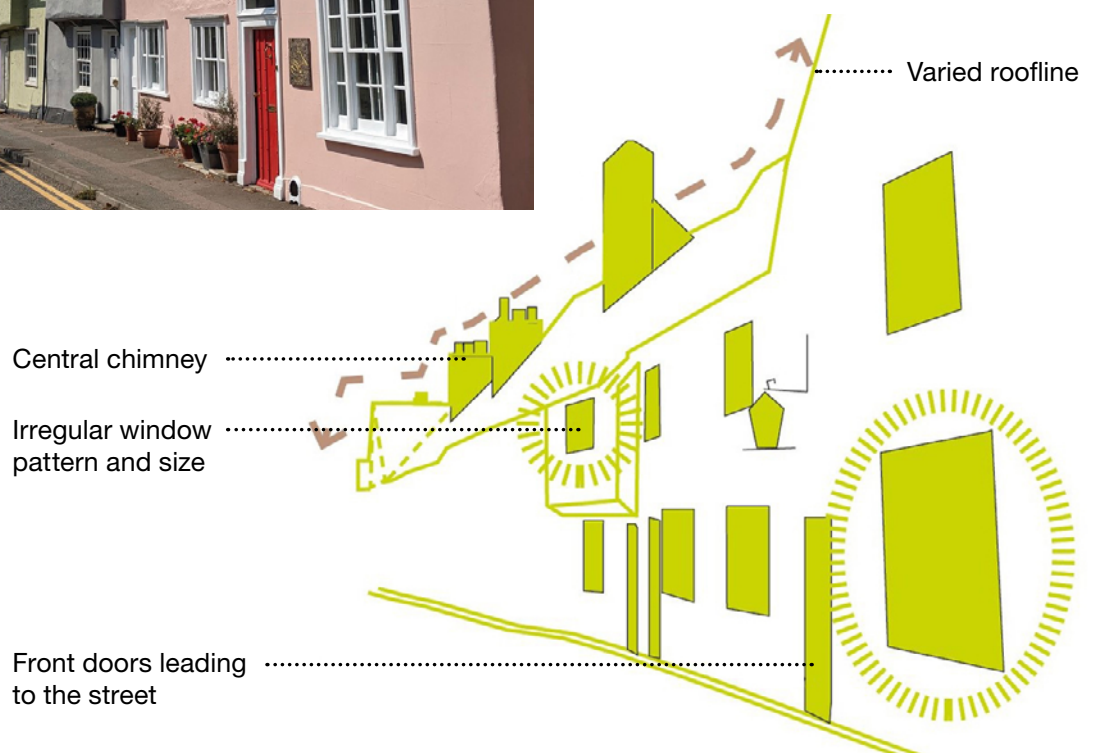 Varied roofline
Central chimney
Irregular window
pattern and size
Front doors leading
to the street